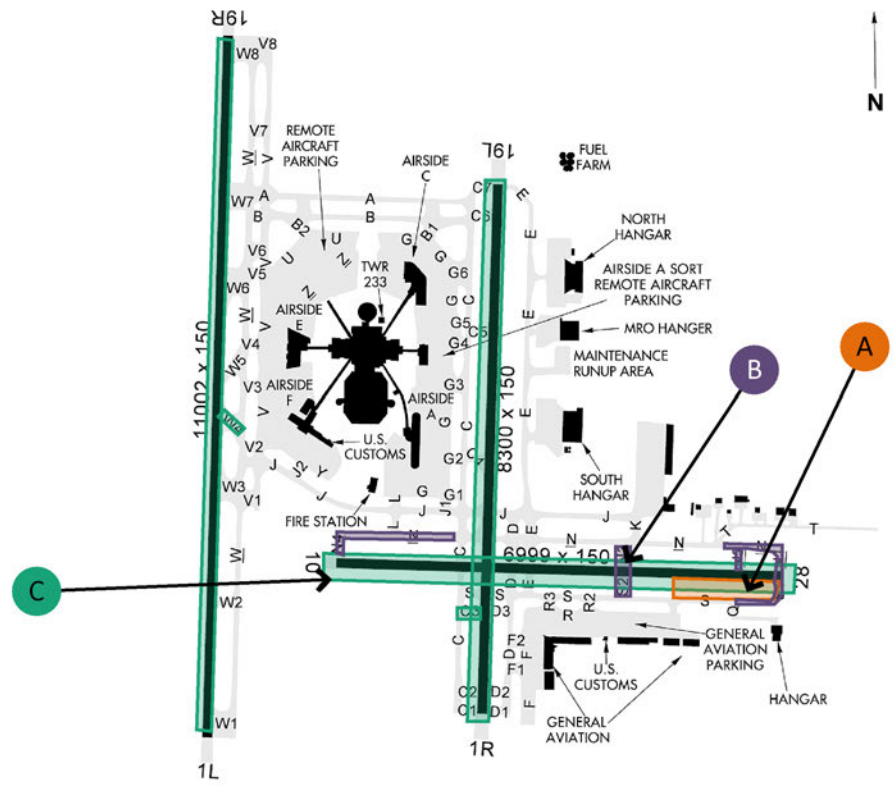 19R
V8
W8
N
V7
W
V
REMOTE
AIRCRAFT
PARKING
AIRSIDE
C
19L
FUEL
FARM
W7
A
B
A
B
C7
C6
E
E
B2
U
G
B1
NORTH
HANGAR
V6
V
V5
U
N
G
G6
W6
N
TWR
233
AIRSIDE A SORT
REMOTE AIRCRAFT
PARKING
G
C
E
W
V
V4
AIRSIDE
E
G5
C5
G4
MRO HANGER
A
W5
MAINTENANCE
RUNUP AREA
B
11002 x 150
V3
V
AIRSIDE
F
AIRSIDE
A
G3
G
C
8300 x 150
E
V2
U.S.
CUSTOMS
G2
SOUTH
HANGAR
J
J2
Y
J
W3
V1
FIRE STATION
L
L
G
G1
J
J1
J
D
E
J
K
T
T
W
N
N
N
N
10
C
6999 x 150
28
C
D
E
S2
W2
S
S
R3
S
R
R2
S
Q
D3
C
D
F
F2
F1
F
GENERAL
AVIATION
PARKING
U.S.
CUSTOMS
HANGAR
C2
D2
C1
D1
GENERAL
AVIATION
W1
1L
1R